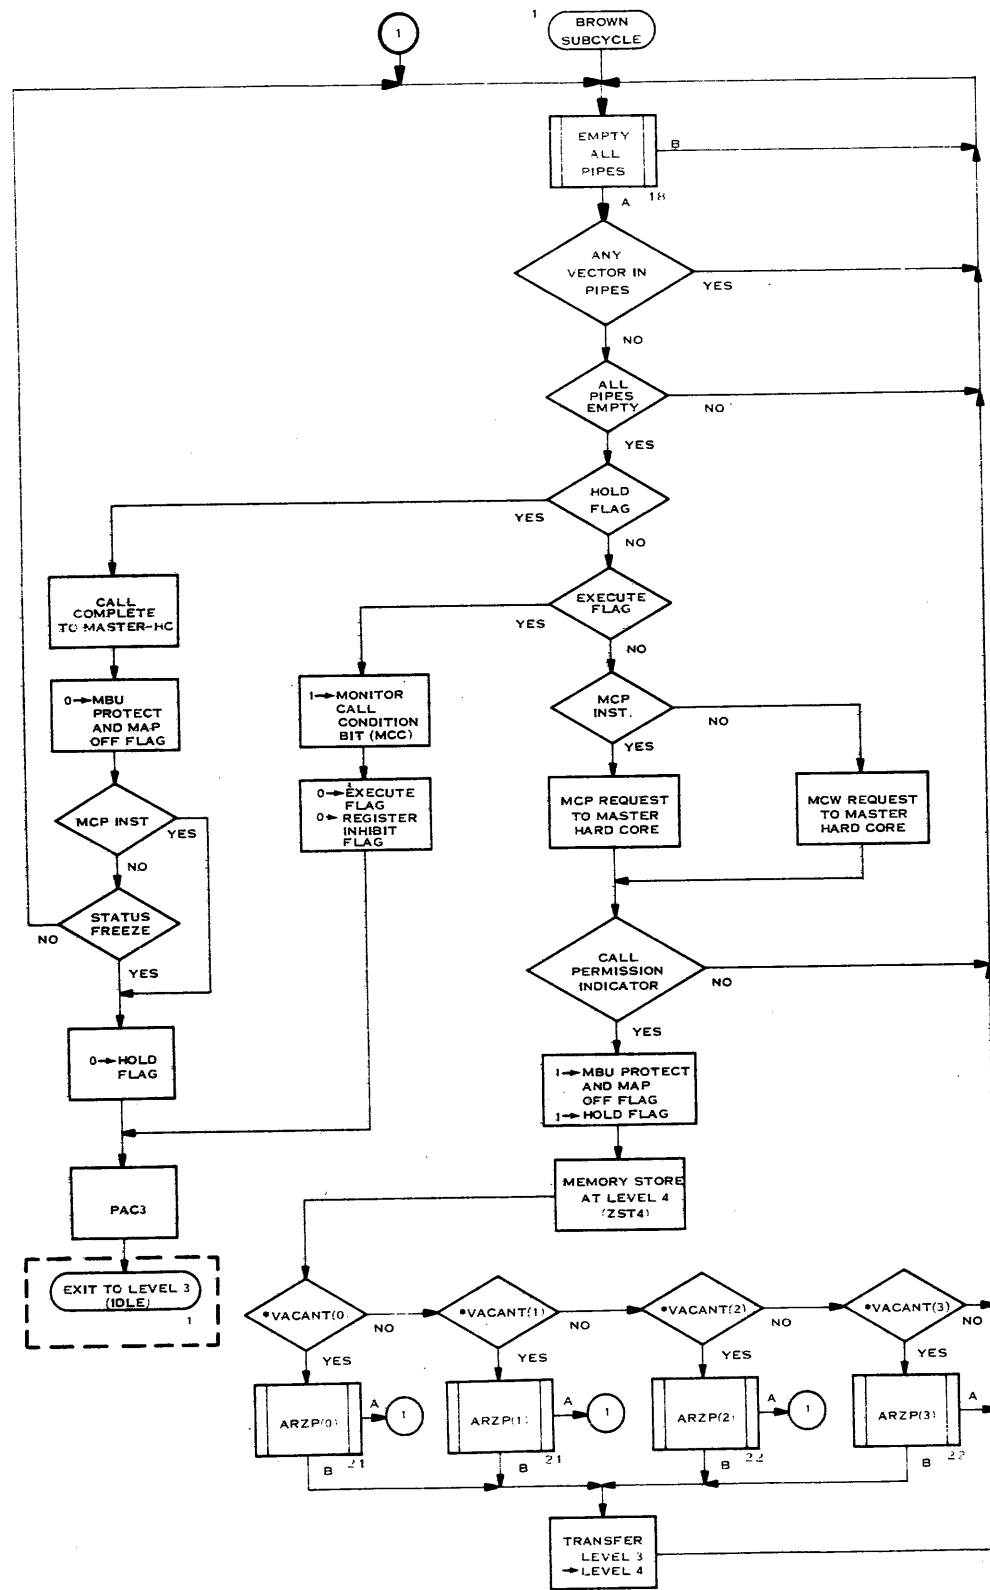 1
1
BROWN
SUBCYCLE
EMPTY
ALL
PIPES
B
A
18
ANY
VECTOR IN
PIPES
YES
NO
ALL
PIPES
EMPTY
NO
YES
HOLD
FLAG
YES
NO
EXECUTE
FLAG
YES
NO
CALL
COMPLETE
TO MASTER-HC
0→MBU
PROTECT
AND MAP
OFF FLAG
MCP INST
YES
NO
STATUS
FREEZE
NO
YES
0→HOLD
FLAG
1→MONITOR
CALL
CONDITION
BIT (MCC)
0→EXECUTE
FLAG
0→REGISTER
INHIBIT
FLAG
MCP
INST.
NO
YES
MCP REQUEST
TO MASTER
HARD CORE
MCW REQUEST
TO MASTER
HARD CORE
CALL
PERMISSION
INDICATOR
NO
YES
1→MBU PROTECT
AND MAP
OFF FLAG
1→HOLD FLAG
MEMORY STORE
AT LEVEL 4
(ZST4)
PAC3
EXIT TO LEVEL 3
(IDLE)
1
*VACANT(0)
NO
*VACANT(1)
NO
*VACANT(2)
NO
*VACANT(3)
NO
YES
YES
YES
YES
ARZP(0)
A
1
ARZP(1)
A
1
ARZP(2)
A
1
ARZP(3)
A
B
21
B
21
B
22
B
22
TRANSFER
LEVEL 3
→LEVEL 4